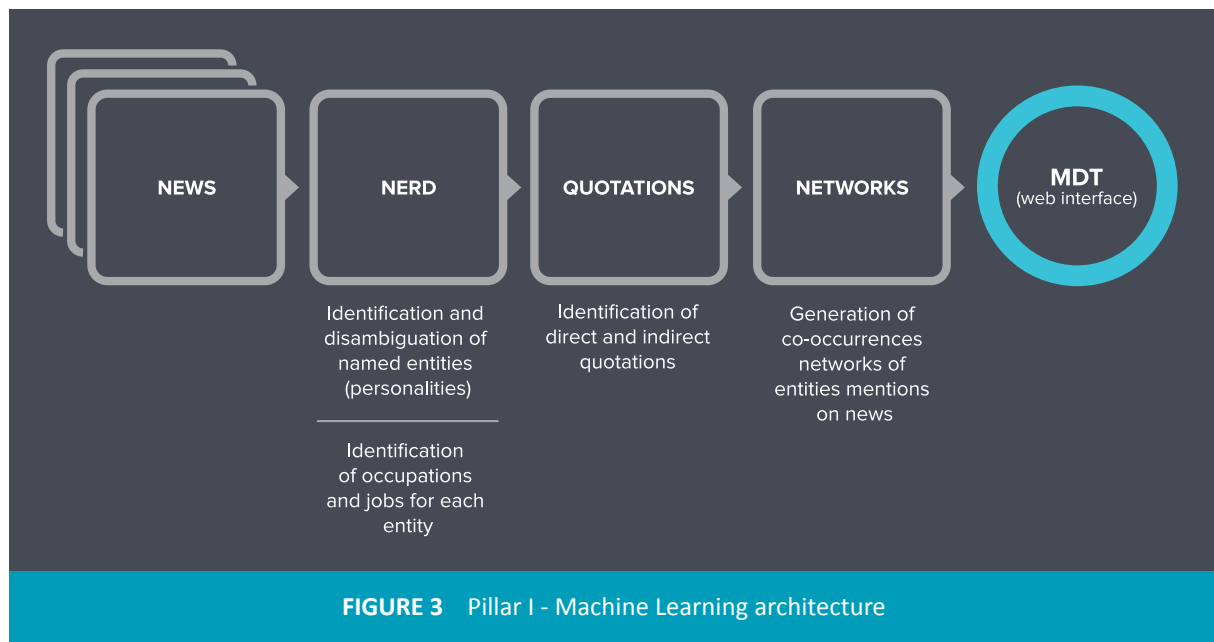 NEWS
NERD
QUOTATIONS
NETWORKS
MDT
(web interface)
Identification and
disambiguation of
named entities
(personalities)
Identification
of occupations
and jobs for each
entity
Identification of
direct and indirect
quotations
Generation of
co-occurrences
networks of
entities mentions
on news
FIGURE 3 Pillar I - Machine Learning architecture